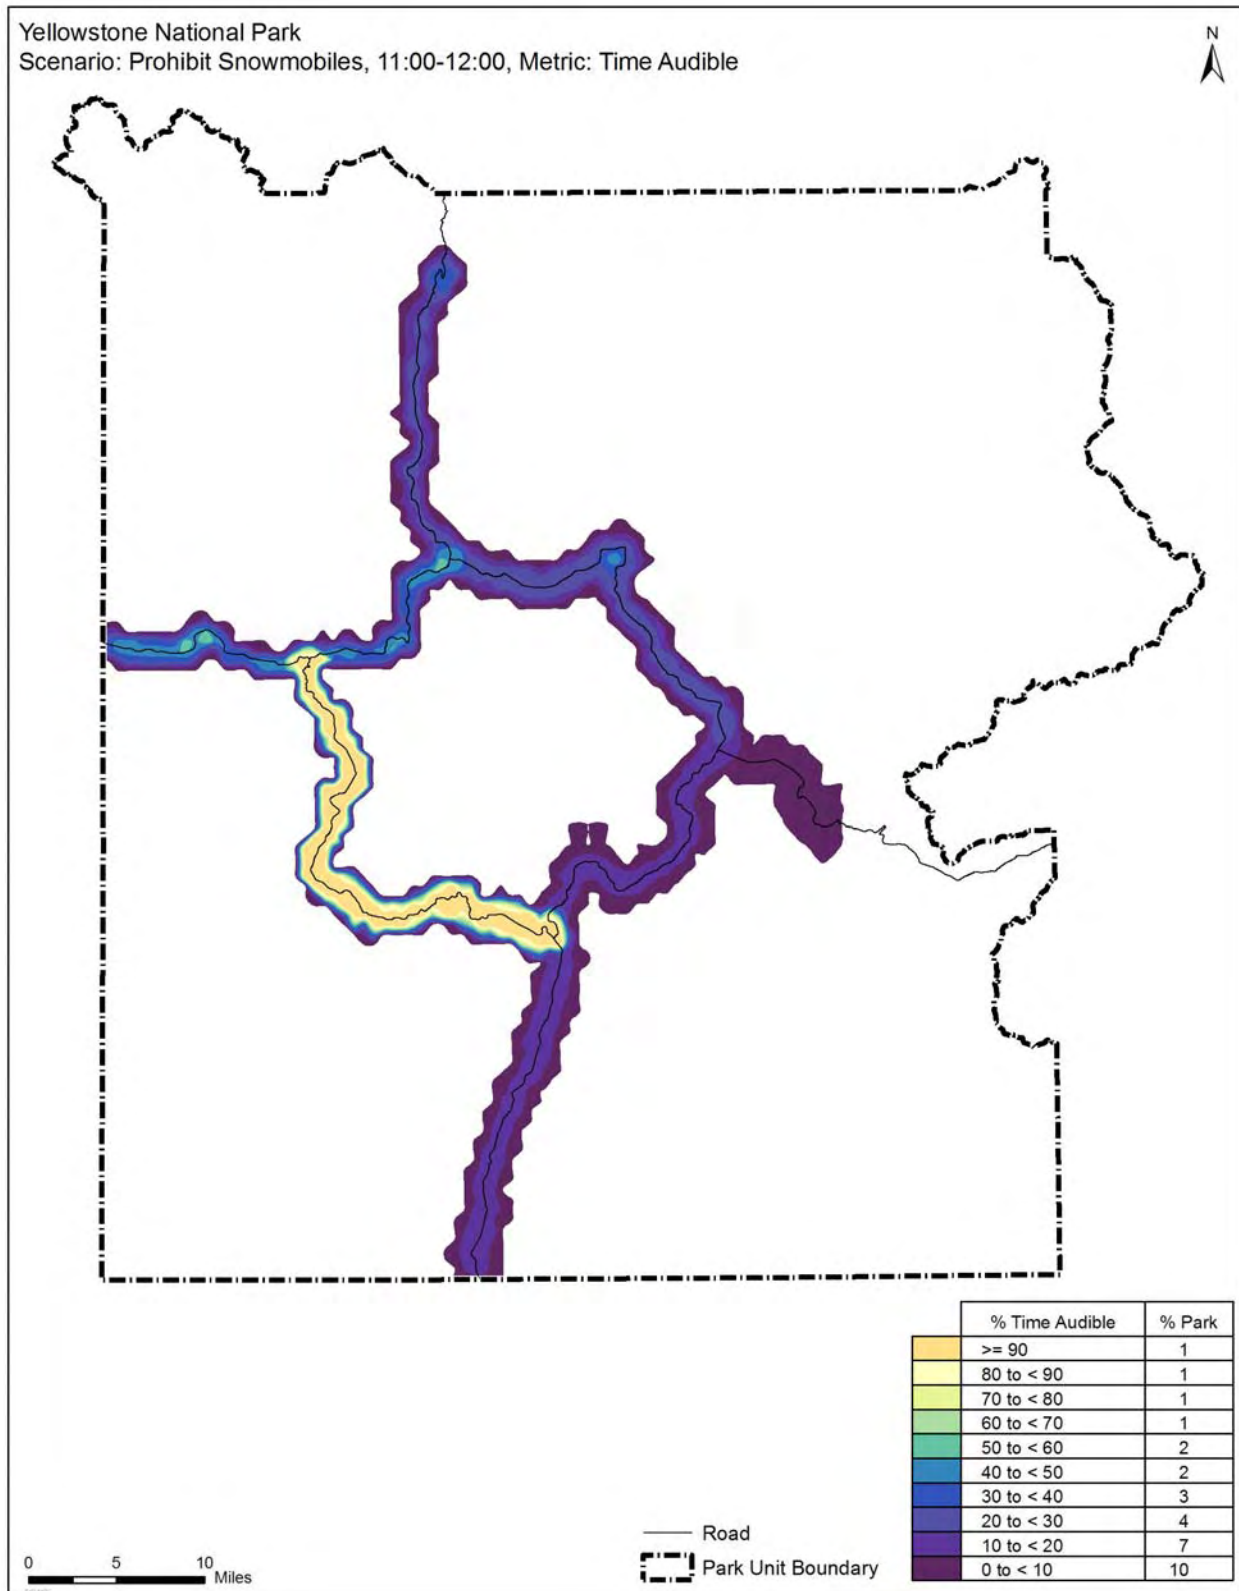 Yellowstone National Park
Scenario: Prohibit Snowmobiles, 11:00-12:00, Metric: Time Audible
N
% Time Audible % Park
>= 90 1
80 to < 90 1
70 to < 80 1
60 to < 70 1
50 to < 60 2
40 to < 50 2
30 to < 40 3
20 to < 30 4
10 to < 20 7
0 to < 10 10
Road
Park Unit Boundary
0 5 10
Miles